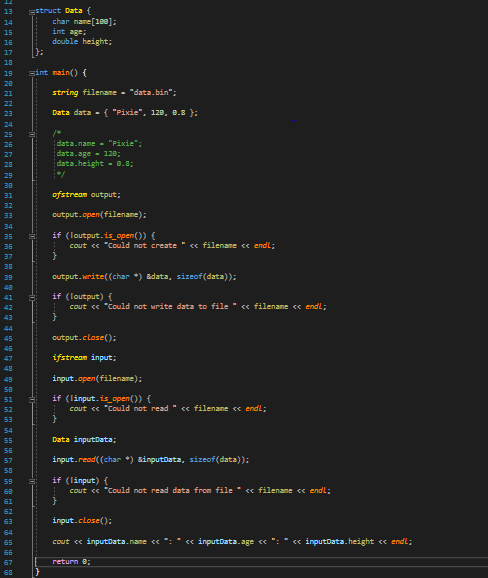 12
13 struct Data {
14 char name[100];
15 int age;
16 double height;
17 };
18
19 int main() {
20
21 string filename = "data.bin";
22
23 Data data = { "Pixie", 120, 0.8 };
24
25 /*
26 data.name = "Pixie";
27 data.age = 120;
28 data.height = 0.8;
29 */
30
31 ofstream output;
32
33 output.open(filename);
34
35 if (!output.is_open()) {
36 cout << "Could not create " << filename << endl;
37 }
38
39 output.write((char *) &data, sizeof(data));
40
41 if (!output) {
42 cout << "Could not write data to file " << filename << endl;
43 }
44
45 output.close();
46
47 ifstream input;
48
49 input.open(filename);
50
51 if (!input.is_open()) {
52 cout << "Could not read " << filename << endl;
53 }
54
55 Data inputData;
56
57 input.read((char *) &inputData, sizeof(data));
58
59 if (!input) {
60 cout << "Could not read data from file " << filename << endl;
61 }
62
63 input.close();
64
65 cout << inputData.name << ": " << inputData.age << ": " << inputData.height << endl;
66
67 return 0;
68 }